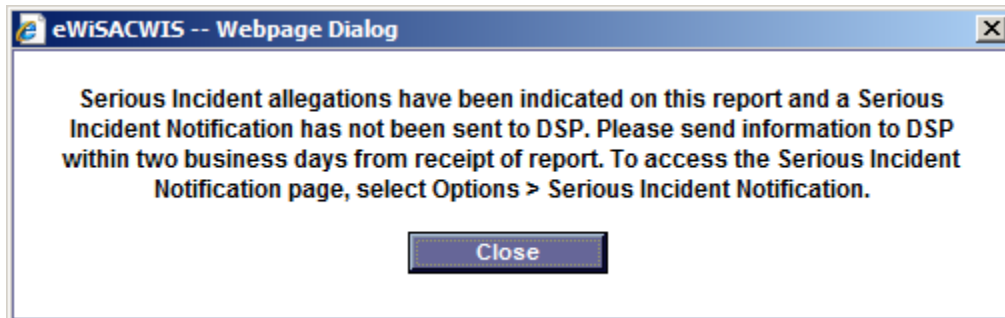 eWiSACWIS -- Webpage Dialog
Serious Incident allegations have been indicated on this report and a Serious
Incident Notification has not been sent to DSP. Please send information to DSP
within two business days from receipt of report. To access the Serious Incident
Notification page, select Options > Serious Incident Notification.
Close